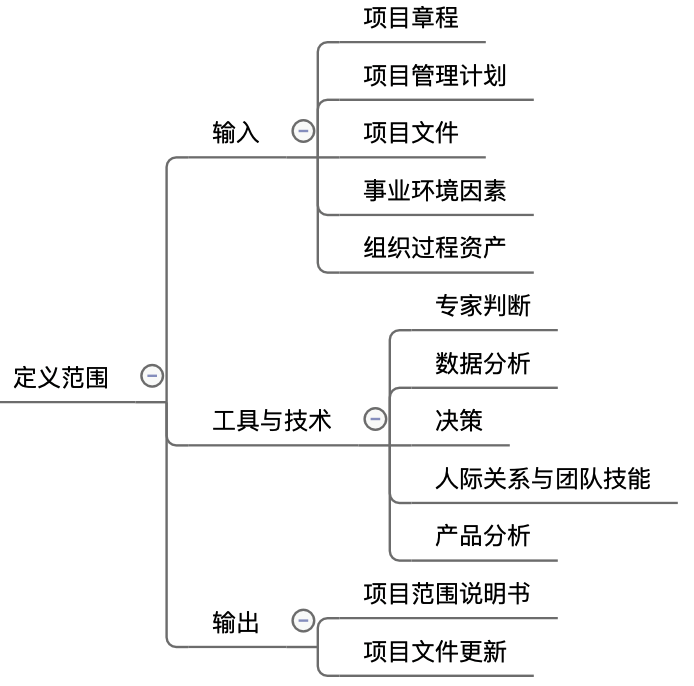 定义范围
输入
项目章程
项目管理计划
项目文件
事业环境因素
组织过程资产
工具与技术
专家判断
数据分析
决策
人际关系与团队技能
产品分析
输出
项目范围说明书
项目文件更新